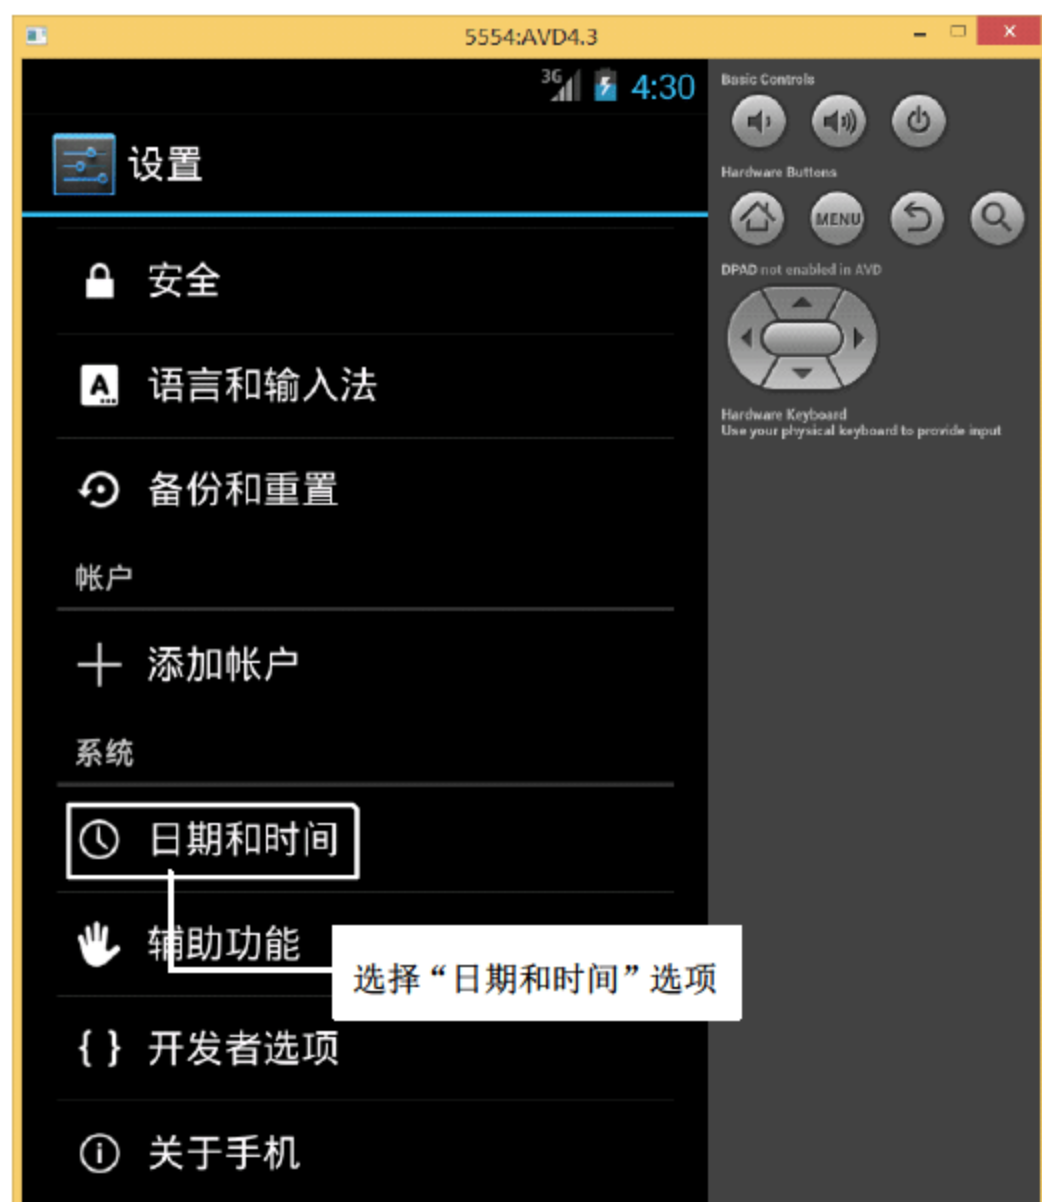 5554:AVD4.3
3G 4:30
设置
安全
语言和输入法
备份和重置
帐户
添加帐户
系统
日期和时间
辅助功能
选择“日期和时间”选项
{ } 开发者选项
关于手机
Basic Controls
Hardware Buttons
MENU
DPAD not enabled in AVD
Hardware Keyboard
Use your physical keyboard to provide input